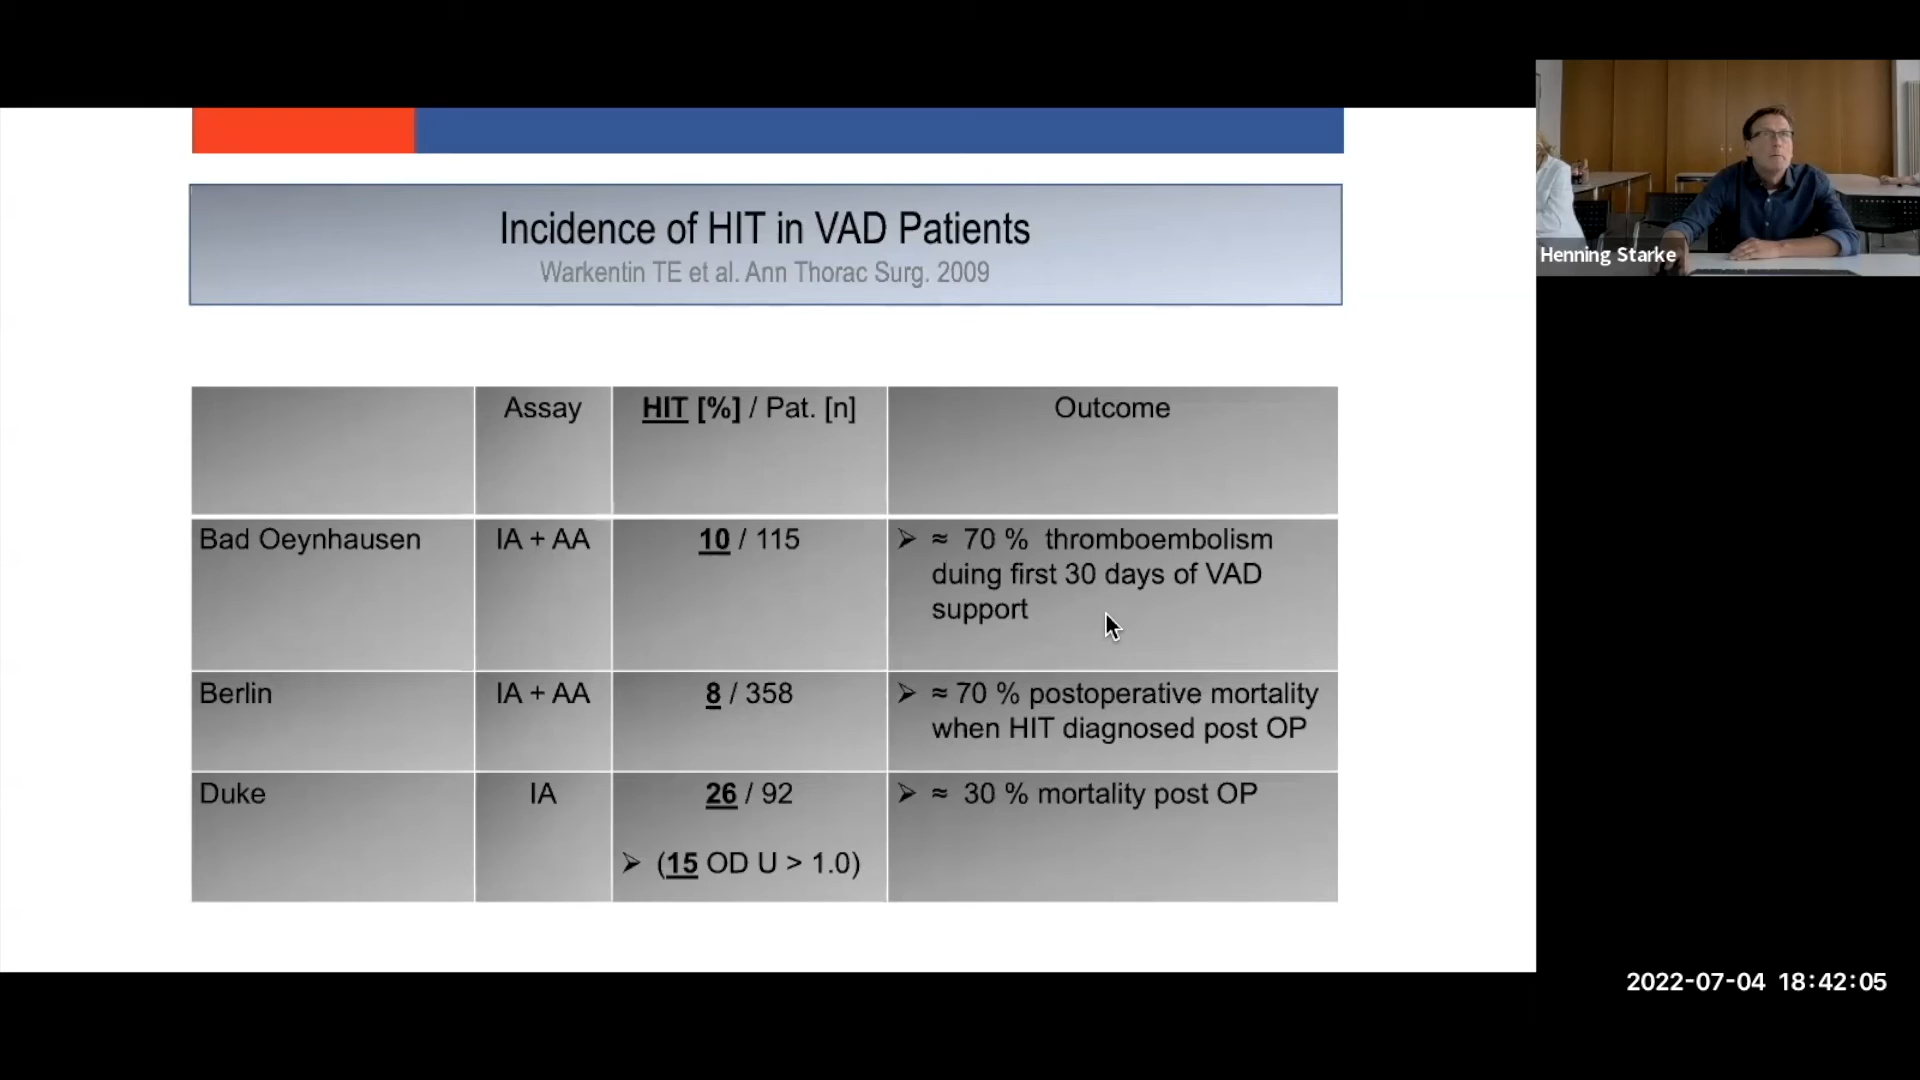 Incidence of HIT in VAD Patients
Warkentin TE et al. Ann Thorac Surg. 2009
Henning Starke
Assay HIT [%] / Pat. [n] Outcome
Bad Oeynhausen IA + AA 10 / 115 ➢ ≈ 70 % thromboembolism
duing first 30 days of VAD
support
Berlin IA + AA 8 / 358 ➢ ≈ 70 % postoperative mortality
when HIT diagnosed post OP
Duke IA 26 / 92 ➢ ≈ 30 % mortality post OP
➢ (15 OD U > 1.0)
2022-07-04 18:42:05